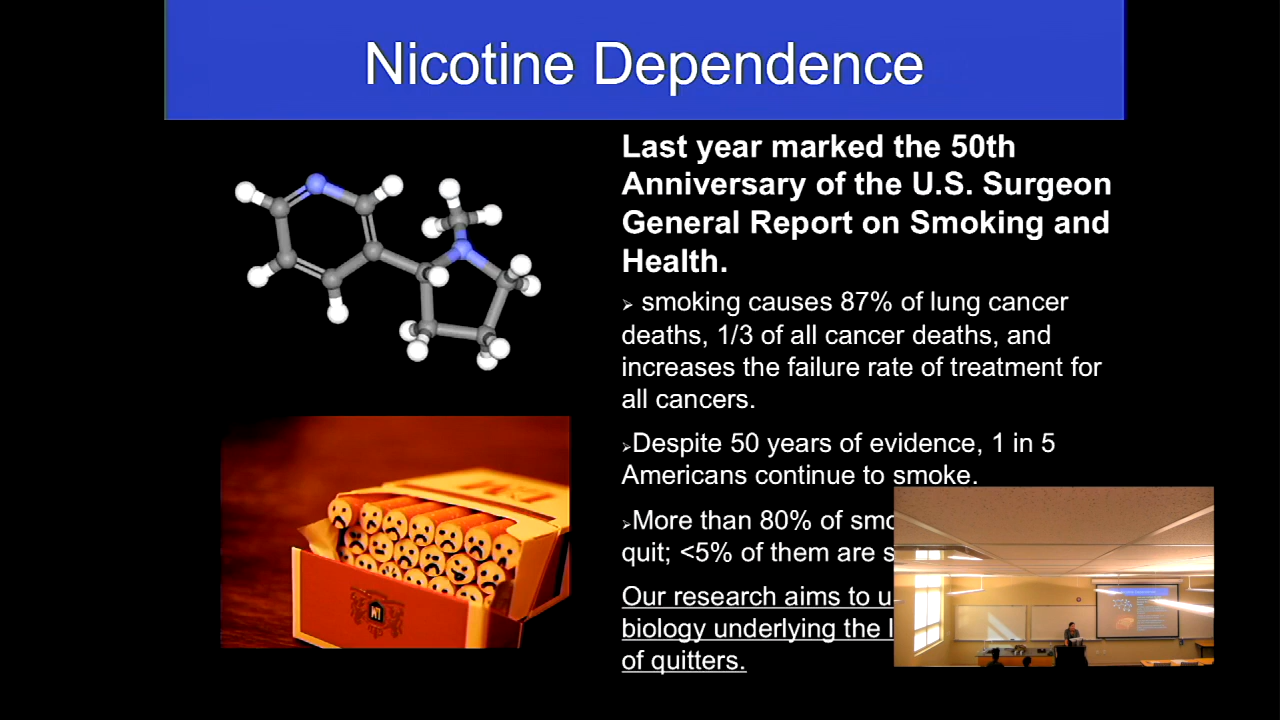 Nicotine Dependence
Last year marked the 50th
Anniversary of the U.S. Surgeon
General Report on Smoking and
Health.
➢ smoking causes 87% of lung cancer
deaths, 1/3 of all cancer deaths, and
increases the failure rate of treatment for
all cancers.
➢Despite 50 years of evidence, 1 in 5
Americans continue to smoke.
➢More than 80% of smo
quit; <5% of them are s
Our research aims to u
biology underlying the l
of quitters.